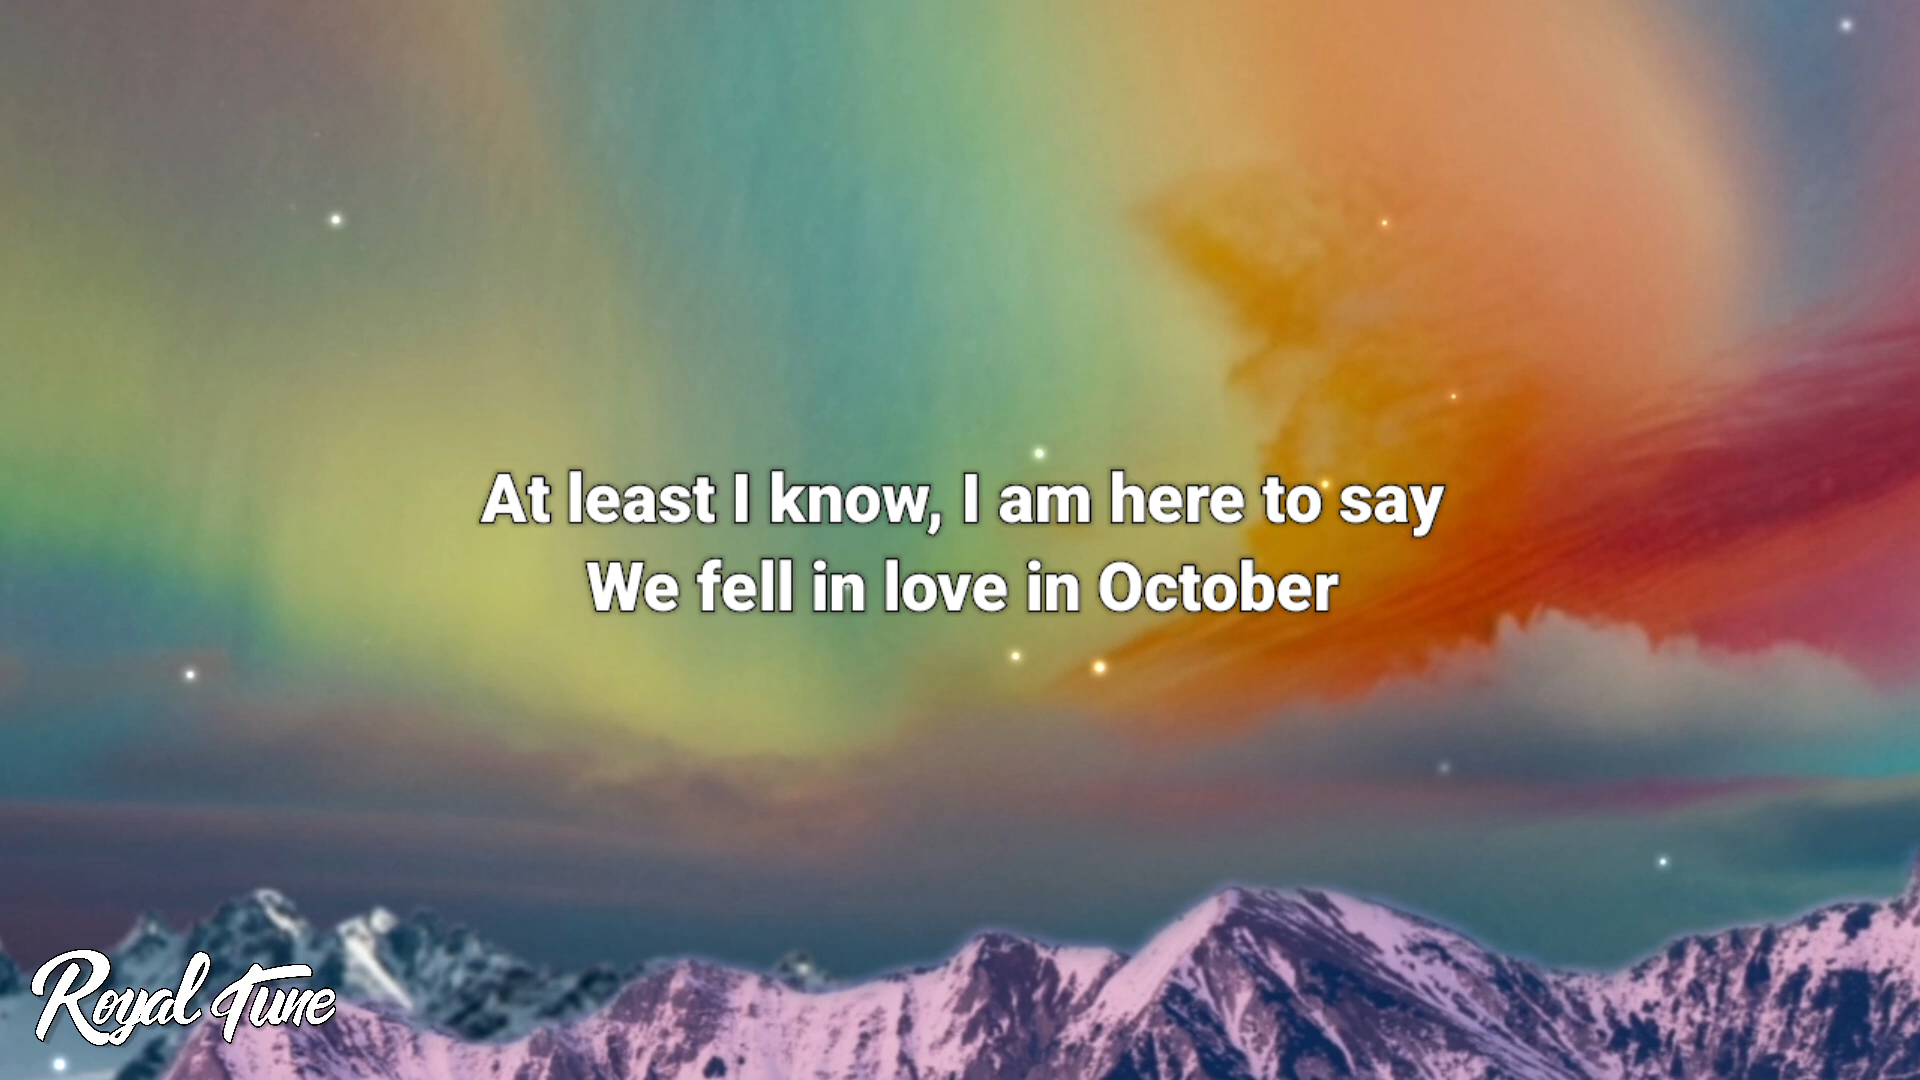 At least I know, I am here to say
We fell in love in October
Royal Tune